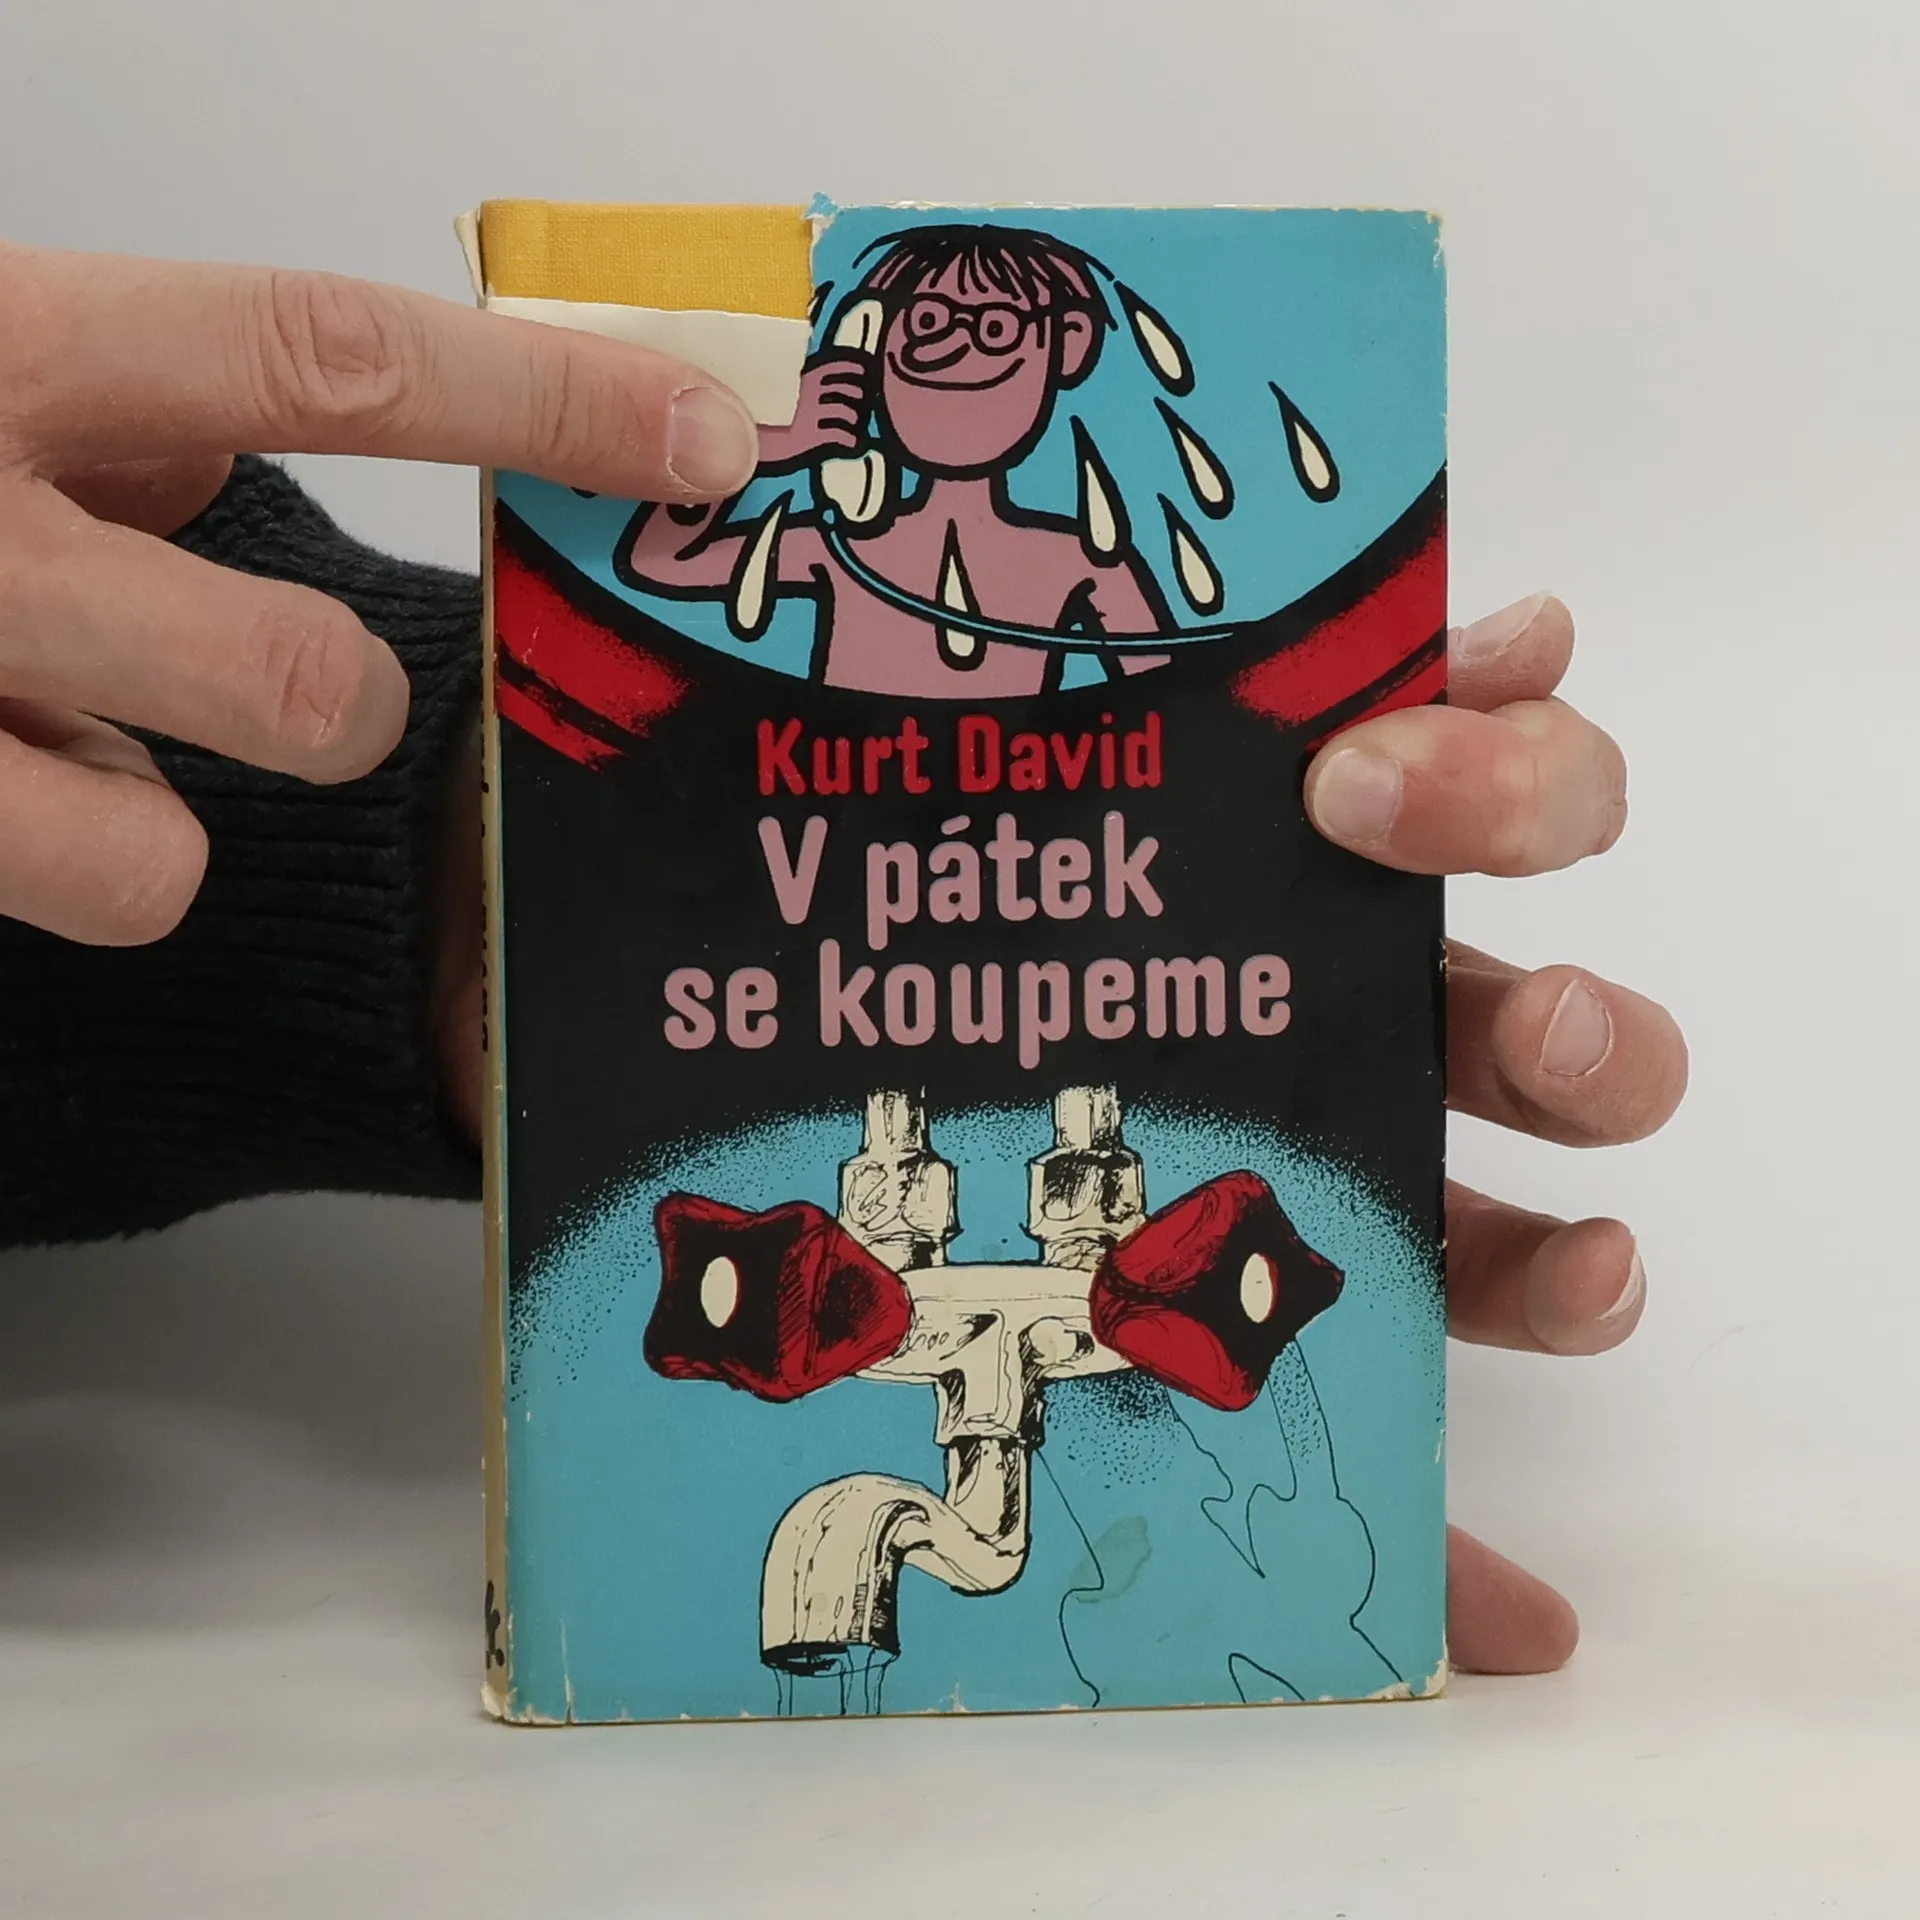 Kurt David
V pátek
se koupeme